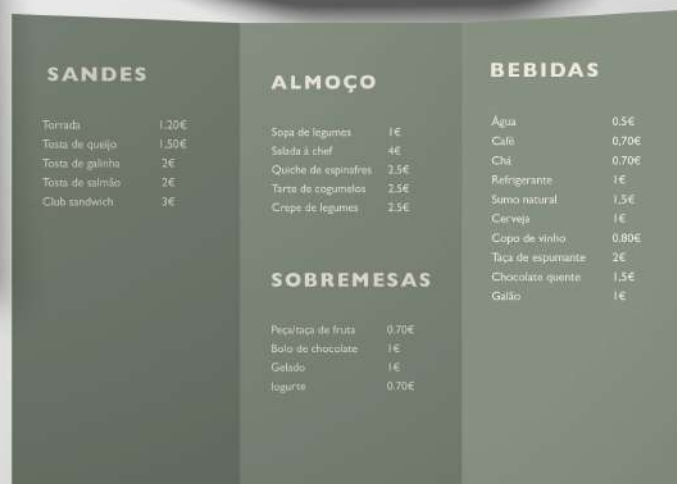 SANDES
Torrada 1.20€
Tosta de queijo 1,50€
Tosta de galinha 2€
Tosta de salmão 2€
Club sandwich 3€
ALMOÇO
Sopa de legumes 1€
Salada à chef 4€
Quiche de espinafres 2.5€
Tarte de cogumelos 2.5€
Crepe de legumes 2.5€
SOBREMESAS
Peça/taça de fruta 0.70€
Bolo de chocolate 1€
Gelado 1€
Iogurte 0.70€
BEBIDAS
Água 0.5€
Café 0,70€
Chá 0.70€
Refrigerante 1€
Sumo natural 1,5€
Cerveja 1€
Copo de vinho 0.80€
Taça de espumante 2€
Chocolate quente 1,5€
Galão 1€